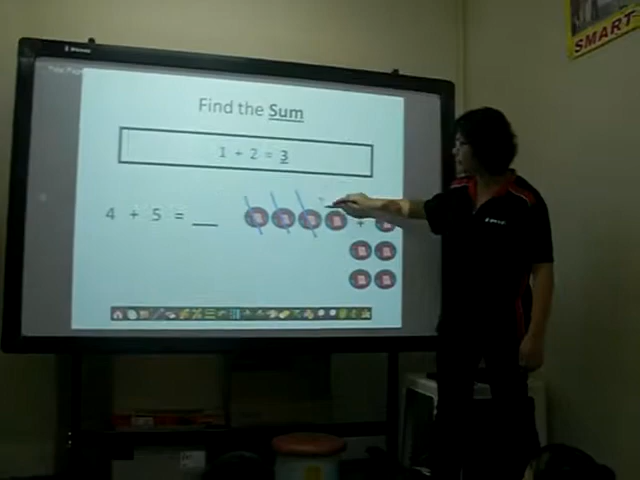 SMART
Find the Sum
1 + 2 = 3
4 + 5 = __
+